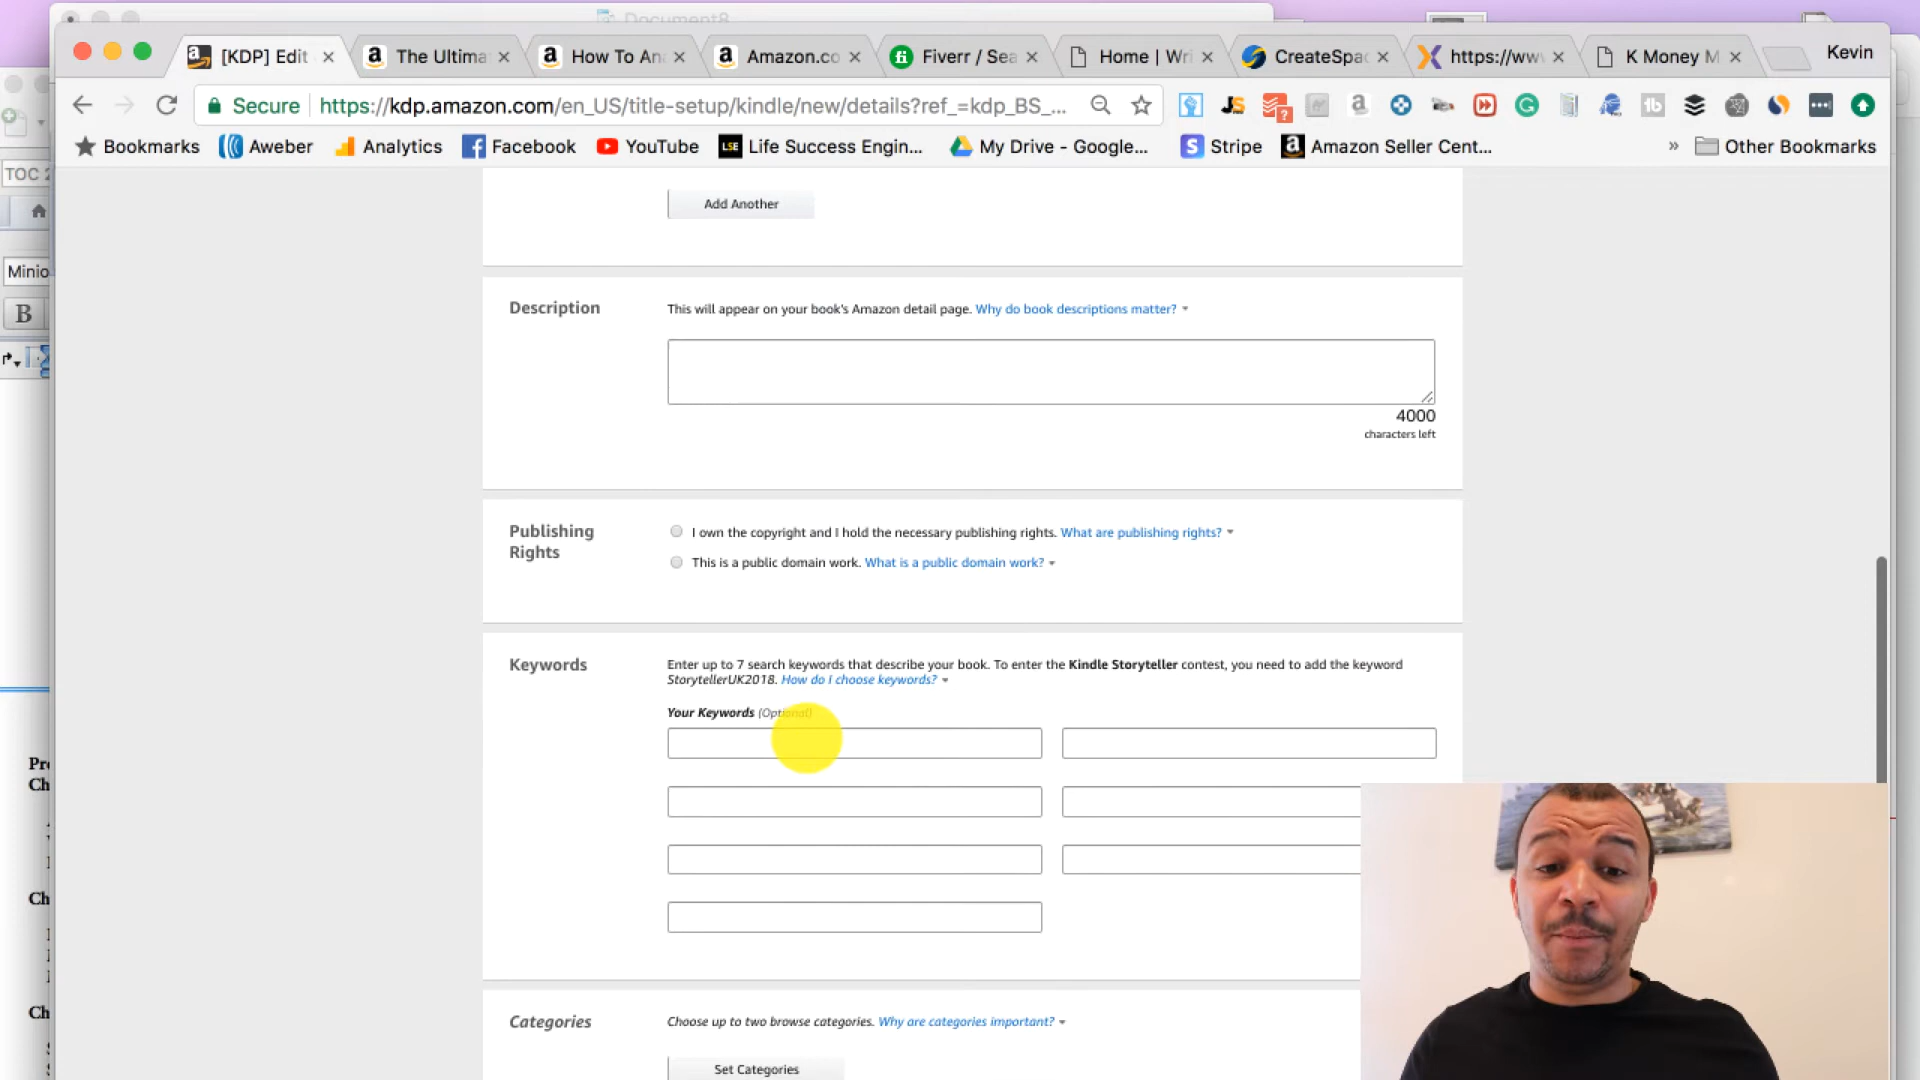 Document8
[KDP] Edit
The Ultima
How To An
Amazon.co
Fiverr / Sea
Home | Wri
CreateSpac
https://www
K Money M
Kevin
Secure https://kdp.amazon.com/en_US/title-setup/kindle/new/details?ref_=kdp_BS_...
Bookmarks
Aweber
Analytics
Facebook
YouTube
LSE Life Success Engin...
My Drive - Google...
Stripe
Amazon Seller Cent...
»
Other Bookmarks
TOC 2
Minio
B
Add Another
Description
This will appear on your book's Amazon detail page. Why do book descriptions matter?
4000
characters left
Publishing
Rights
I own the copyright and I hold the necessary publishing rights. What are publishing rights?
This is a public domain work. What is a public domain work?
Keywords
Enter up to 7 search keywords that describe your book. To enter the Kindle Storyteller contest, you need to add the keyword
StorytellerUK2018. How do I choose keywords?
Your Keywords (Optional)
Categories
Choose up to two browse categories. Why are categories important?
Set Categories